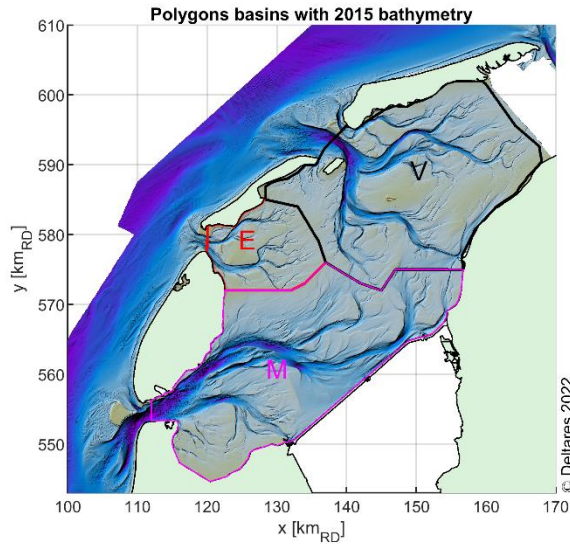 Polygons basins with 2015 bathymetry
610
600
590
580
570
560
550
y [km_RD]
V
E
M
100 110 120 130 140 150 160 170
x [km_RD]
© Deltares 2022